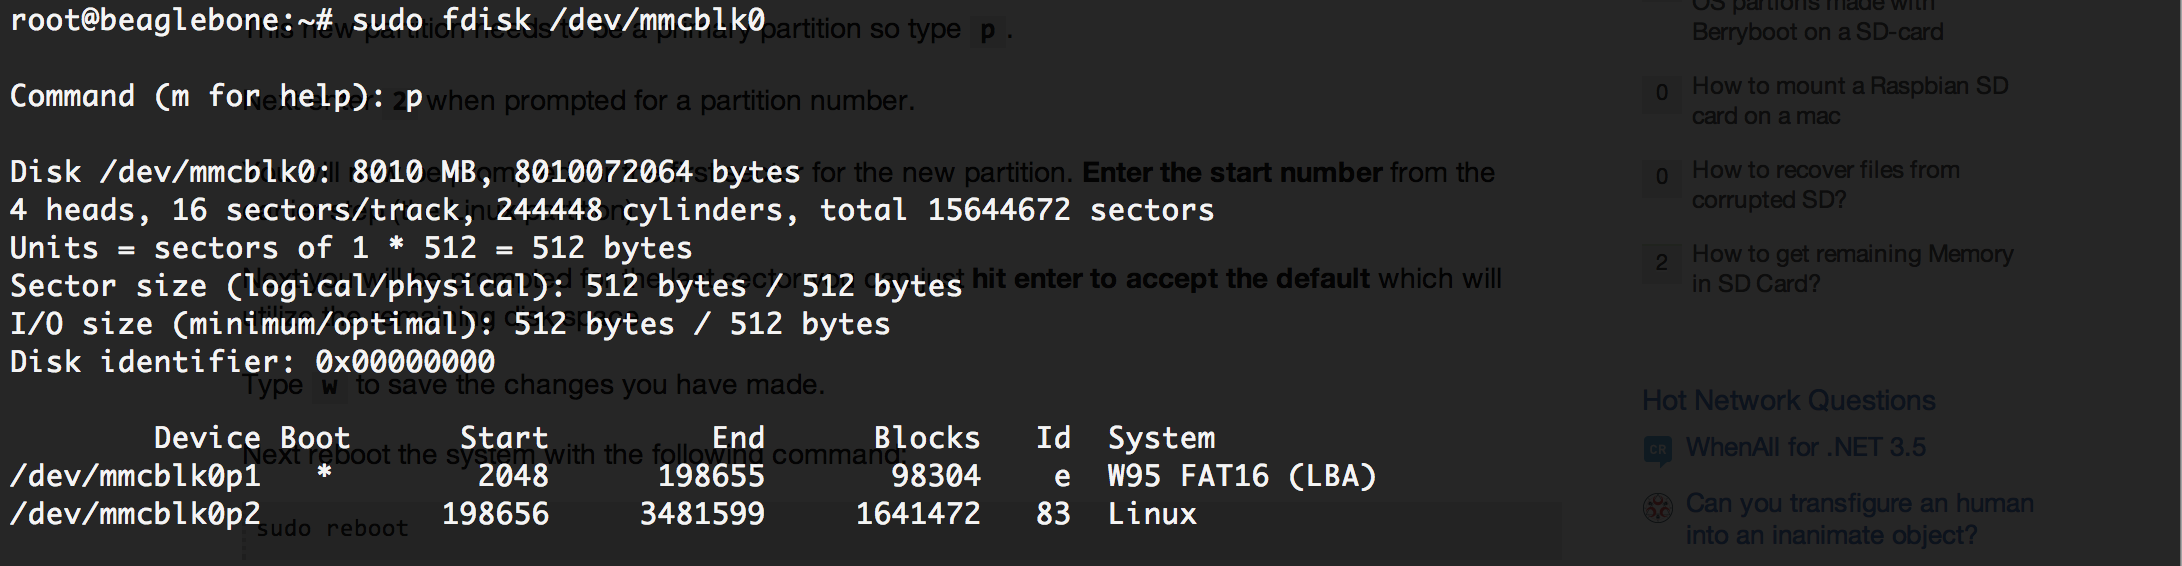 root@beaglebone:~# sudo fdisk /dev/mmcblk0
This new partition needs to be a primary partition so type p .
Command (m for help): p
Next enter 2 when prompted for a partition number.
Disk /dev/mmcblk0: 8010 MB, 8010072064 bytes
for the new partition. Enter the start number from the
4 heads, 16 sectors/track, 244448 cylinders, total 15644672 sectors
Units = sectors of 1 * 512 = 512 bytes
Next you will be prompted for the last sector you can just hit enter to accept the default which will
Sector size (logical/physical): 512 bytes / 512 bytes
utilize the remaining disk space
I/O size (minimum/optimal): 512 bytes / 512 bytes
Disk identifier: 0x00000000
Type w to save the changes you have made.
Device Boot Start End Blocks Id System
Next reboot the system with the following command:
/dev/mmcblk0p1 * 2048 198655 98304 e W95 FAT16 (LBA)
/dev/mmcblk0p2 198656 3481599 1641472 83 Linux
sudo reboot
OS partions made with
Berryboot on a SD-card
0 How to mount a Raspbian SD
card on a mac
0 How to recover files from
corrupted SD?
2 How to get remaining Memory
in SD Card?
Hot Network Questions
CR WhenAll for .NET 3.5
Can you transfigure an human
into an inanimate object?